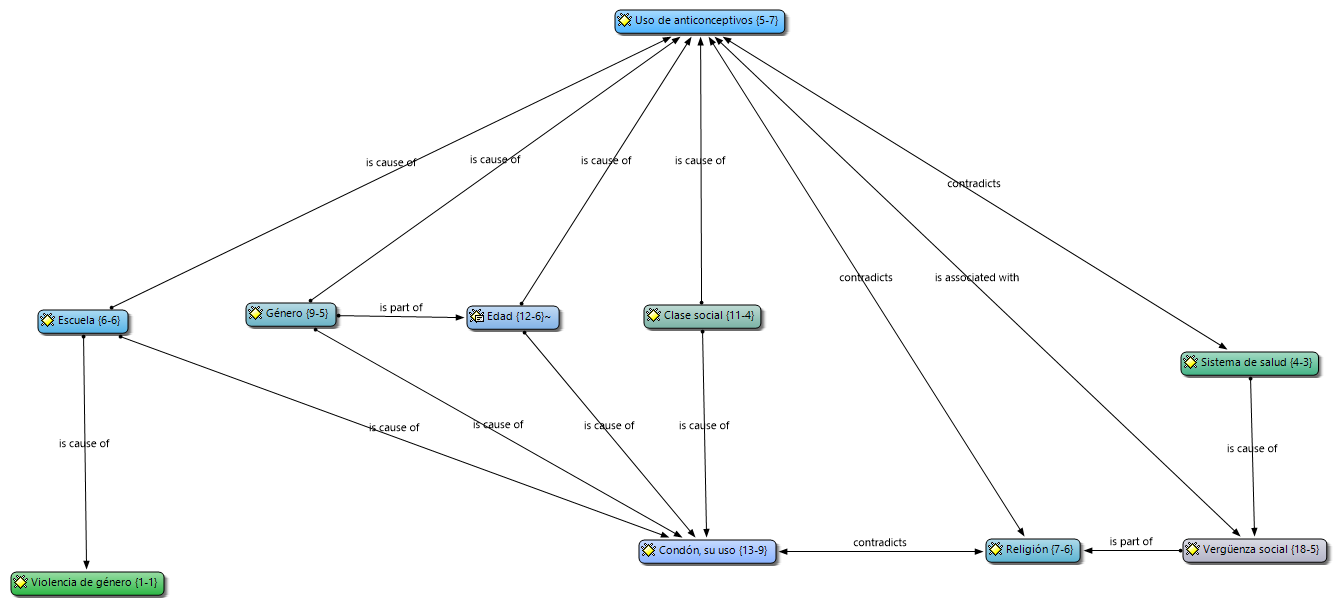 Uso de anticonceptivos {5-7}
is cause of
is cause of
is cause of
is cause of
contradicts
contradicts
is associated with
Escuela {6-6}
Género {9-5}
is part of
Edad {12-6}~
Clase social {11-4}
Sistema de salud {4-3}
is cause of
is cause of
is cause of
is cause of
is cause of
is cause of
Violencia de género {1-1}
Condón, su uso {13-9}
contradicts
Religión {7-6}
is part of
Vergüenza social {18-5}